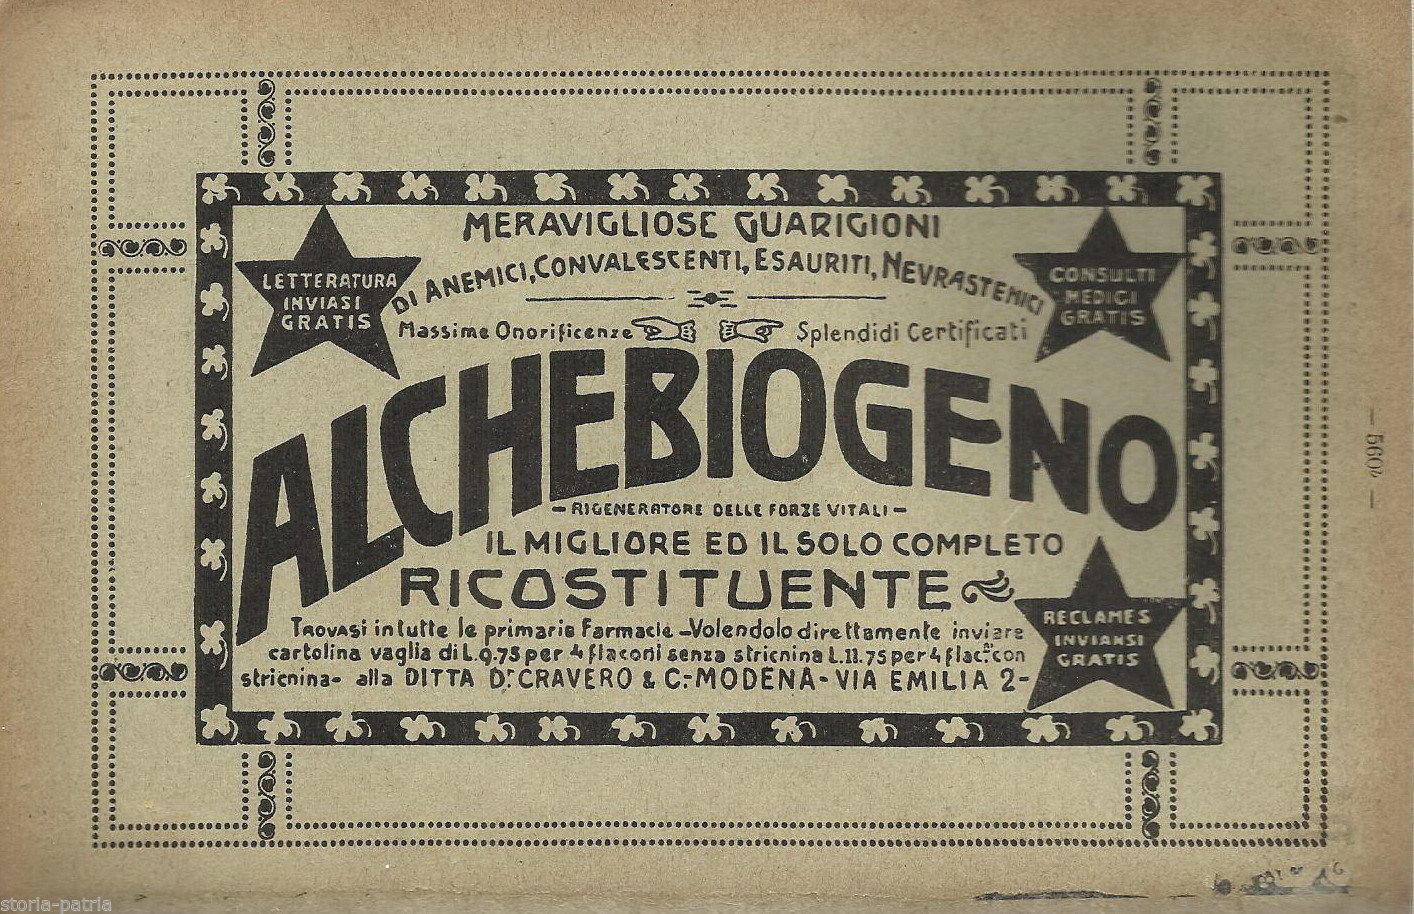 MERAVIGLIOSE GUARIGIONI
DI ANEMICI, CONVALESCENTI, ESAURITI, NEVRASTENICI
LETTERATURA
INVIASI
GRATIS
CONSULTI
MEDICI
GRATIS
Massime Onorificenze Splendidi Certificati
ALCHEBIOGENO
– RIGENERATORE DELLE FORZE VITALI –
IL MIGLIORE ED IL SOLO COMPLETO
RICOSTITUENTE
RECLAMES
INVIANSI
GRATIS
TROVASI in tutte le primarie Farmacie – Volendolo direttamente inviare
cartolina vaglia di L. 9.75 per 4 flaconi senza stricnina L. 11.75 per 4 flac.ni con
stricnina - alla DITTA Dr. CRAVERO & C. - MODENA - VIA EMILIA 2 -
— 560v —
storia-patria